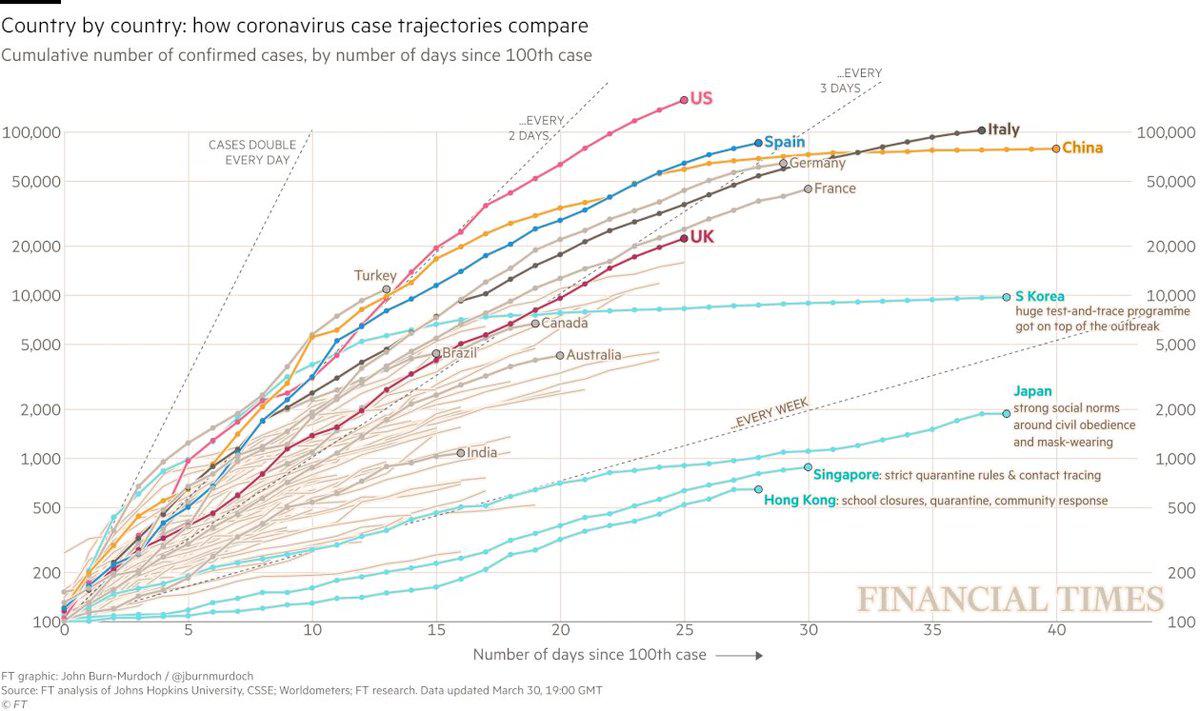 Country by country: how coronavirus case trajectories compare
Cumulative number of confirmed cases, by number of days since 100th case
...EVERY
3 DAYS
US
...EVERY
2 DAYS
CASES DOUBLE
EVERY DAY
100,000
Italy
100,000
Spain
China
Germany
50,000
France
50,000
20,000
UK
20,000
Turkey
10,000
S Korea
10,000
huge test-and-trace programme
got on top of the outbreak
Canada
5,000
Brazil
Australia
5,000
Japan
2,000
...EVERY WEEK
strong social norms
2,000
around civil obedience
and mask-wearing
1,000
India
1,000
Singapore: strict quarantine rules & contact tracing
500
Hong Kong: school closures, quarantine, community response
500
200
200
FINANCIAL TIMES
100
100
0
5
10
15
20
25
30
35
40
Number of days since 100th case
FT graphic: John Burn-Murdoch / @jburnmurdoch
Source: FT analysis of Johns Hopkins University, CSSE; Worldometers; FT research. Data updated March 30, 19:00 GMT
© FT